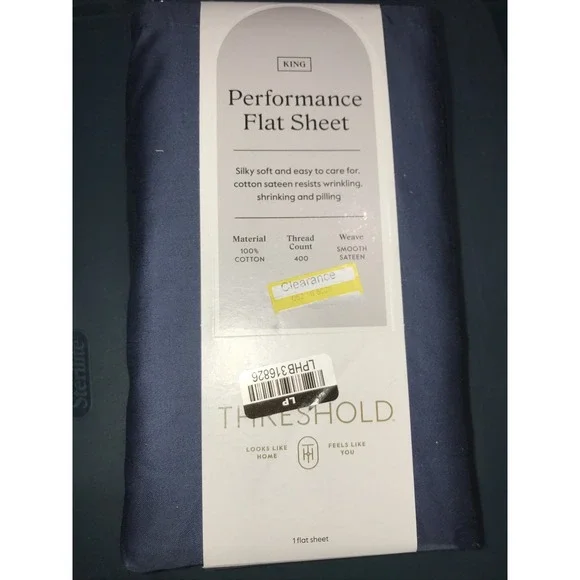 KING
Performance
Flat Sheet
Silky soft and easy to care for,
cotton sateen resists wrinkling,
shrinking and pilling
Material
100%
COTTON
Thread
Count
400
Weave
SMOOTH
SATEEN
Clearance
LPHB316826
LP
THRESHOLD
LOOKS LIKE
HOME
FEELS LIKE
YOU
1 flat sheet
Sterilite